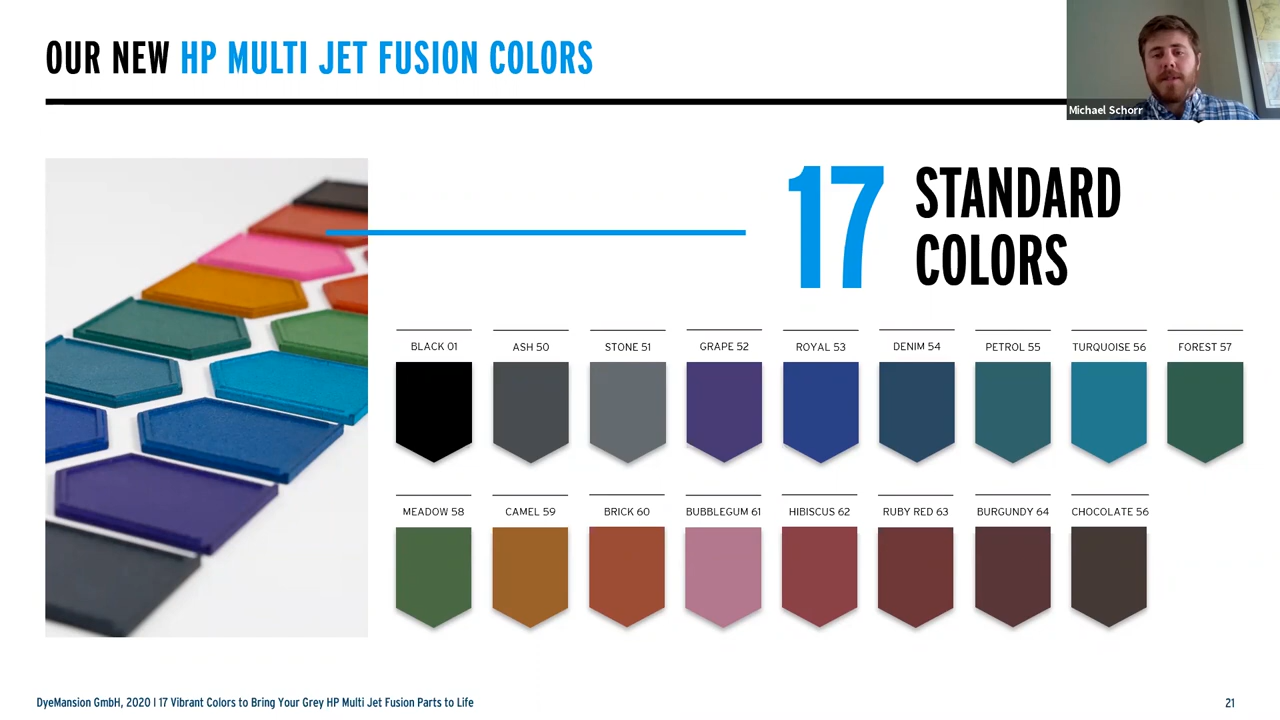 OUR NEW HP MULTI JET FUSION COLORS
Michael Schorr
17 STANDARD
COLORS
BLACK 01
ASH 50
STONE 51
GRAPE 52
ROYAL 53
DENIM 54
PETROL 55
TURQUOISE 56
FOREST 57
MEADOW 58
CAMEL 59
BRICK 60
BUBBLEGUM 61
HIBISCUS 62
RUBY RED 63
BURGUNDY 64
CHOCOLATE 56
DyeMansion GmbH, 2020 I 17 Vibrant Colors to Bring Your Grey HP Multi Jet Fusion Parts to Life
21